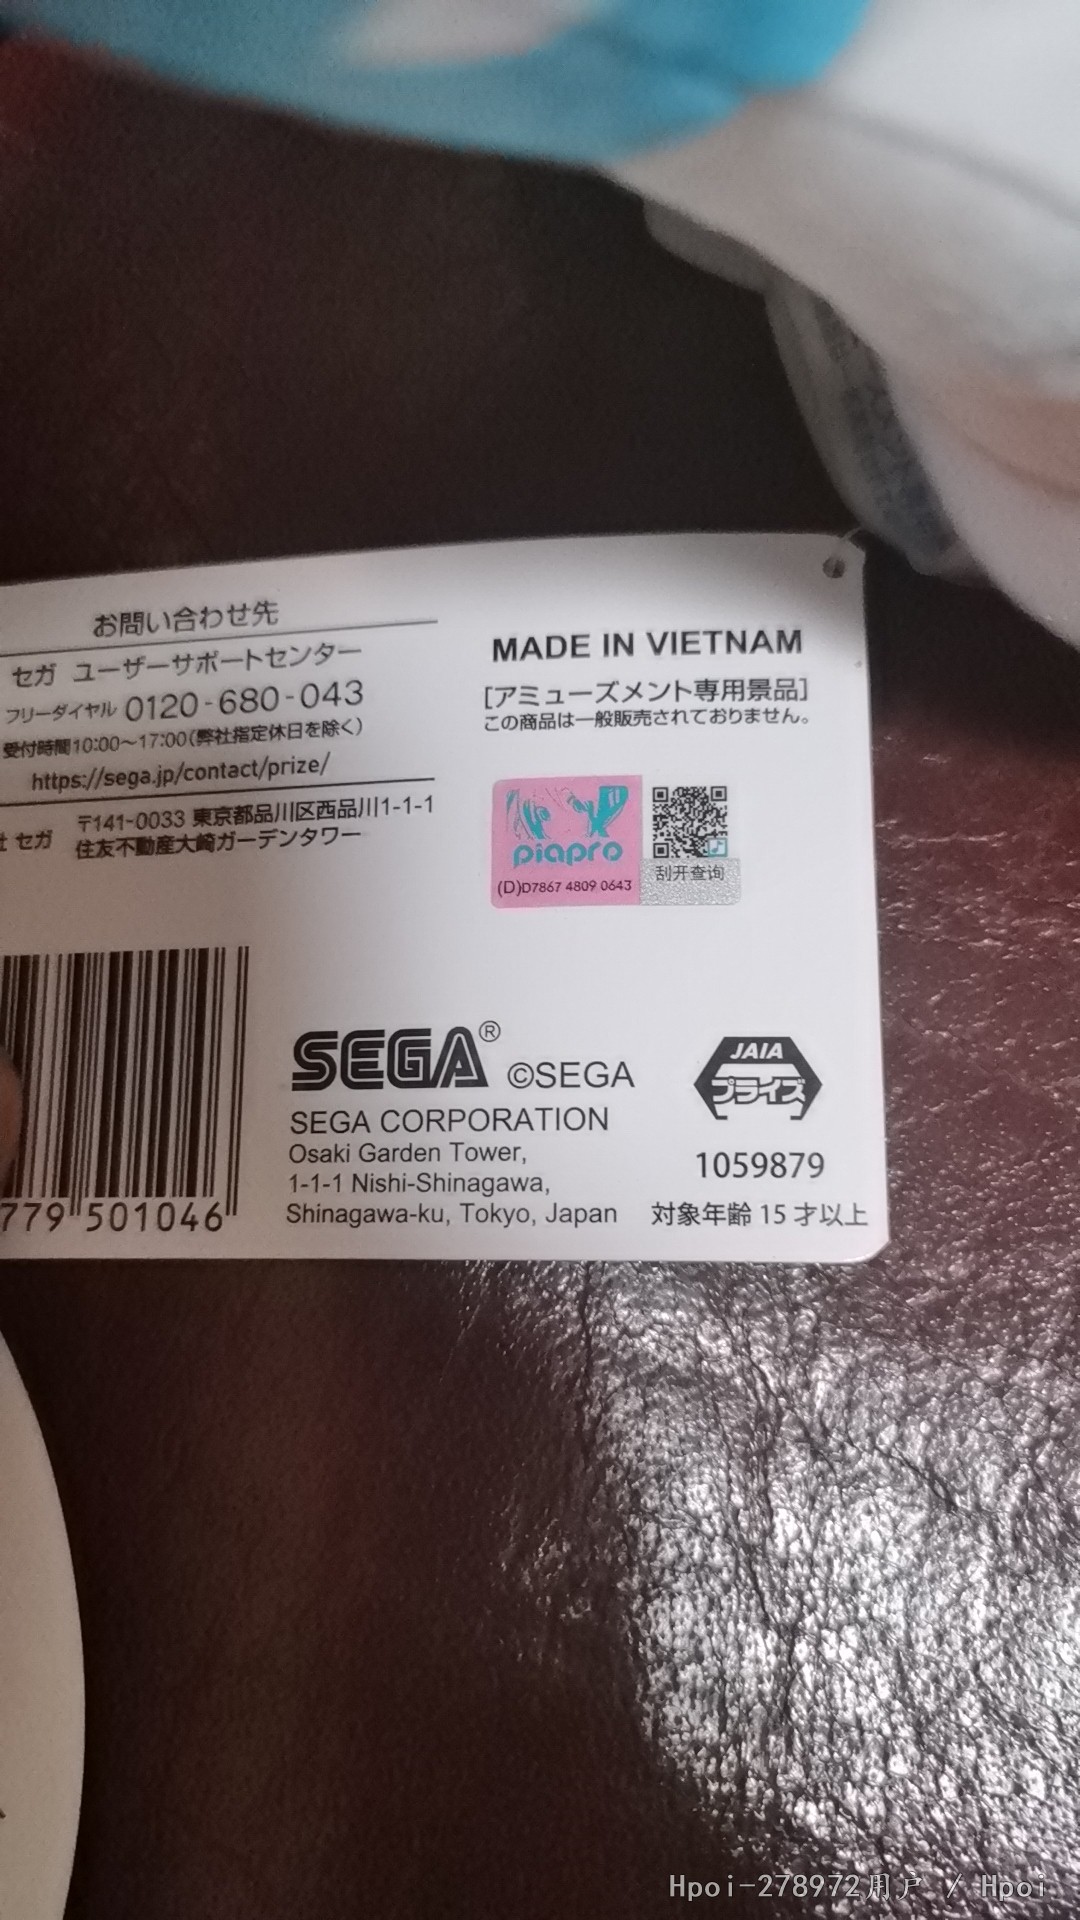 お問い合わせ先
セガ ユーザーサポートセンター
フリーダイヤル 0120-680-043
受付時間10:00～17:00(弊社指定休日を除く)
https://sega.jp/contact/prize/
〒141-0033 東京都品川区西品川1-1-1
セガ 住友不動産大崎ガーデンタワー
779 501046
MADE IN VIETNAM
[アミューズメント専用景品]
この商品は一般販売されておりません。
piapro
(D)D7867 4809 0643
刮开查询
SEGA®
©SEGA
SEGA CORPORATION
Osaki Garden Tower,
1-1-1 Nishi-Shinagawa,
Shinagawa-ku, Tokyo, Japan
JAIA
プライズ
1059879
対象年齢 15 才以上
Hpoi-278972用户 / Hpoi